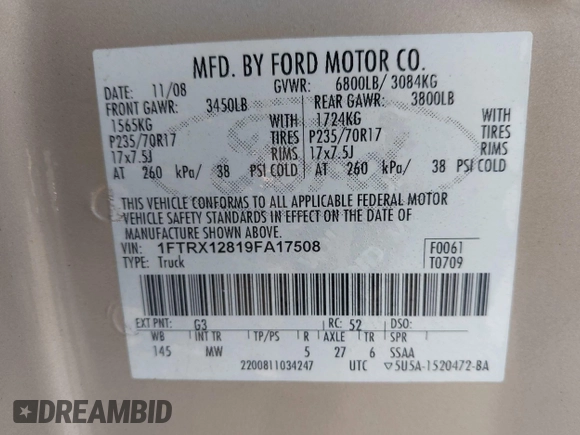 MFD. BY FORD MOTOR CO.
DATE: 11/08 GVWR: 6800LB/ 3084KG
FRONT GAWR: 3450LB REAR GAWR: 3800LB
1565KG WITH 1724KG WITH
P235/70R17 TIRES P235/70R17 TIRES
17x7.5J RIMS 17x7.5J RIMS
AT 260 kPa/ 38 PSI COLD AT 260 kPa/ 38 PSI COLD
THIS VEHICLE CONFORMS TO ALL APPLICABLE FEDERAL MOTOR
VEHICLE SAFETY STANDARDS IN EFFECT ON THE DATE OF
MANUFACTURE SHOWN ABOVE.
VIN: 1FTRX12819FA17508 F0061
TYPE: Truck T0709
EXT PNT: G3 RC: 52 DSO:
WB INT TR TP/PS R AXLE TR SPR
145 MW 5 27 6 SSAA
2200811034247 UTC ▽5U5A-1520472-BA
DREAMBID